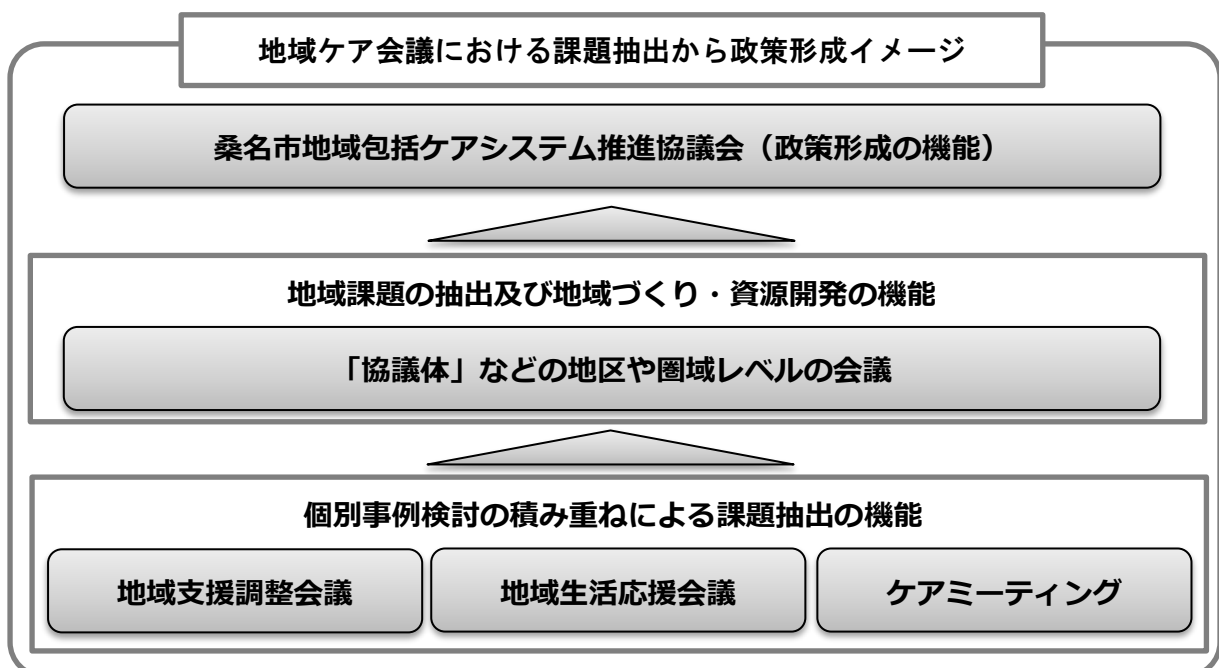 地域ケア会議における課題抽出から政策形成イメージ
桑名市地域包括ケアシステム推進協議会（政策形成の機能）
地域課題の抽出及び地域づくり・資源開発の機能
「協議体」などの地区や圏域レベルの会議
個別事例検討の積み重ねによる課題抽出の機能
地域支援調整会議
地域生活応援会議
ケアミーティング